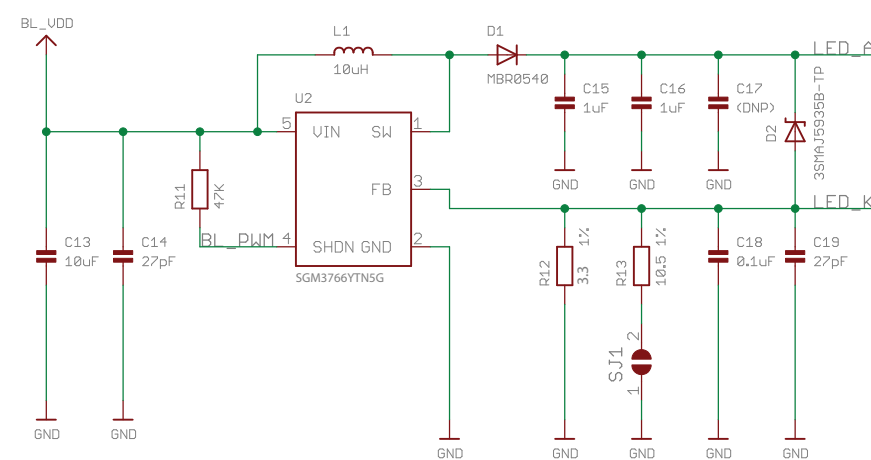 BL_VDD
L1
10uH
D1
MBR0540
LED_A
C15
1uF
C16
1uF
C17
(DNP)
D2
3SMAJ5935B-TP
GND
GND
GND
U2
5
VIN
SW
1
FB
3
R11
47K
BL_PWM
4
SHDN
GND
2
SGM3766YTN5G
LED_K
C13
10uF
C14
27pF
R12
3.3
1%
R13
10.5
1%
C18
0.1uF
C19
27pF
SJ1
2
1
GND
GND
GND
GND
GND
GND
GND